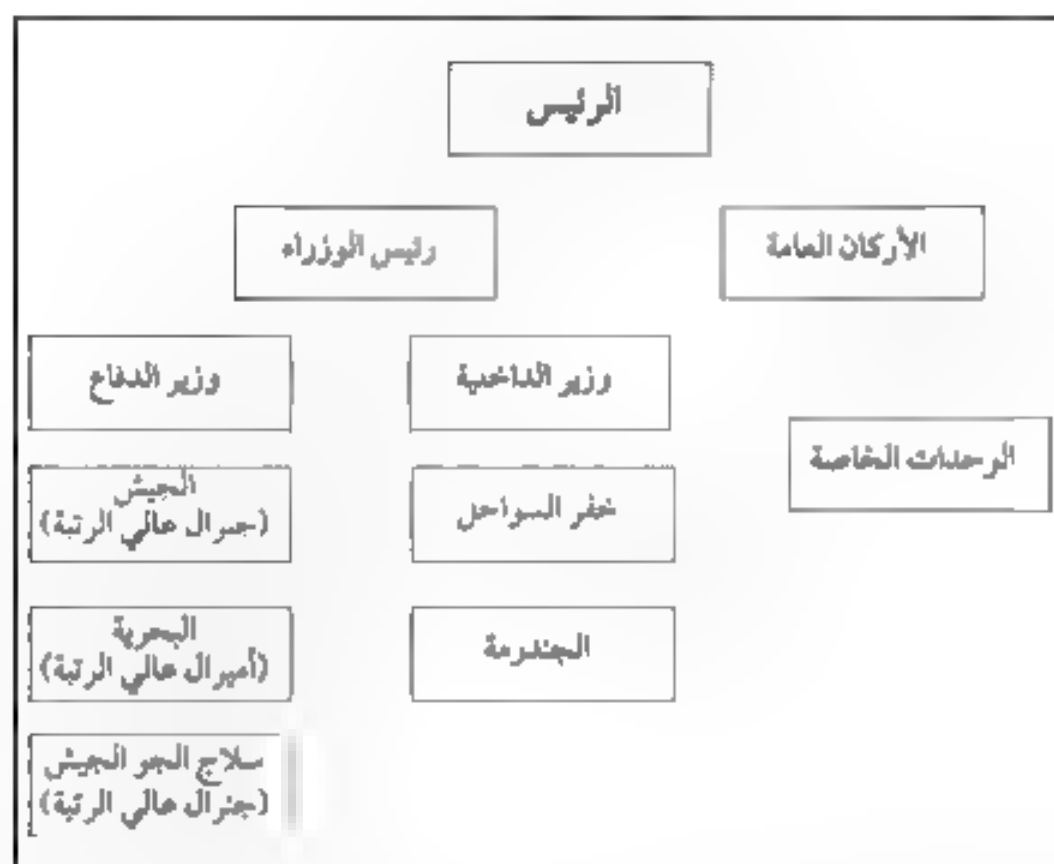 الرئيس
الأركان العامة
رئيس الوزراء
وزير الداخلية
وزير الدفاع
الوحدات الخاصة
خفر السواحل
الجيش
(جنرال عالي الرتبة)
الجندرمة
البحرية
(أميرال عالي الرتبة)
سلاح الجو الجيش
(جنرال عالي الرتبة)